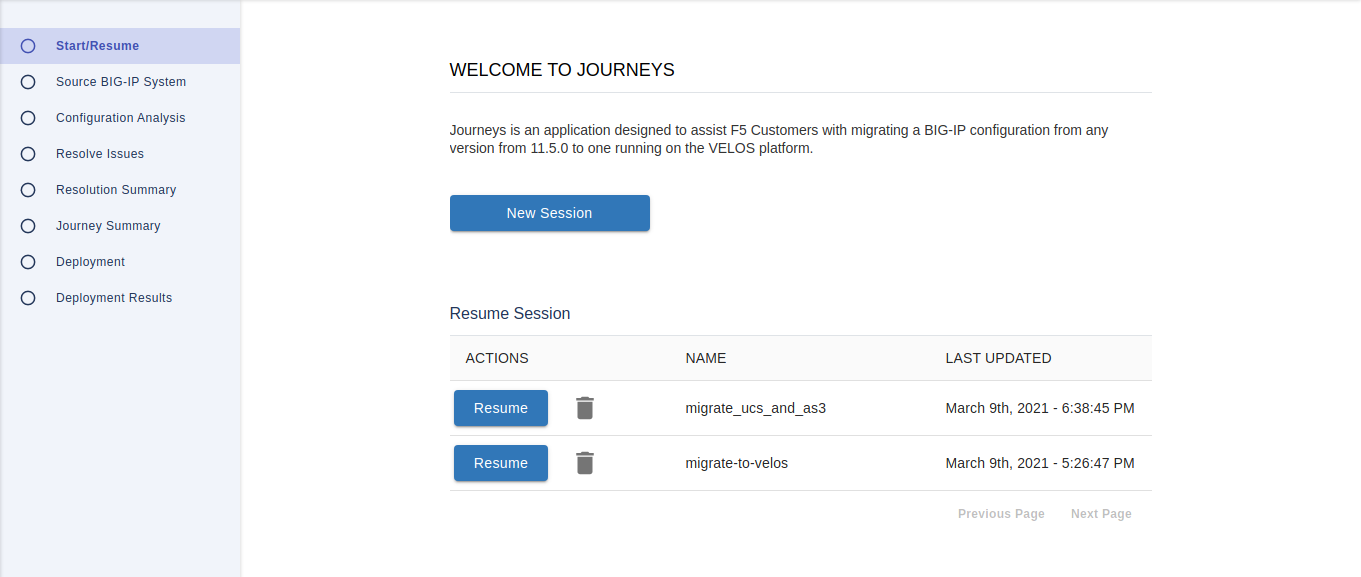 Start/Resume
Source BIG-IP System
Configuration Analysis
Resolve Issues
Resolution Summary
Journey Summary
Deployment
Deployment Results
WELCOME TO JOURNEYS
Journeys is an application designed to assist F5 Customers with migrating a BIG-IP configuration from any
version from 11.5.0 to one running on the VELOS platform.
New Session
Resume Session
ACTIONS NAME LAST UPDATED
Resume migrate_ucs_and_as3 March 9th, 2021 - 6:38:45 PM
Resume migrate-to-velos March 9th, 2021 - 5:26:47 PM
Previous Page Next Page